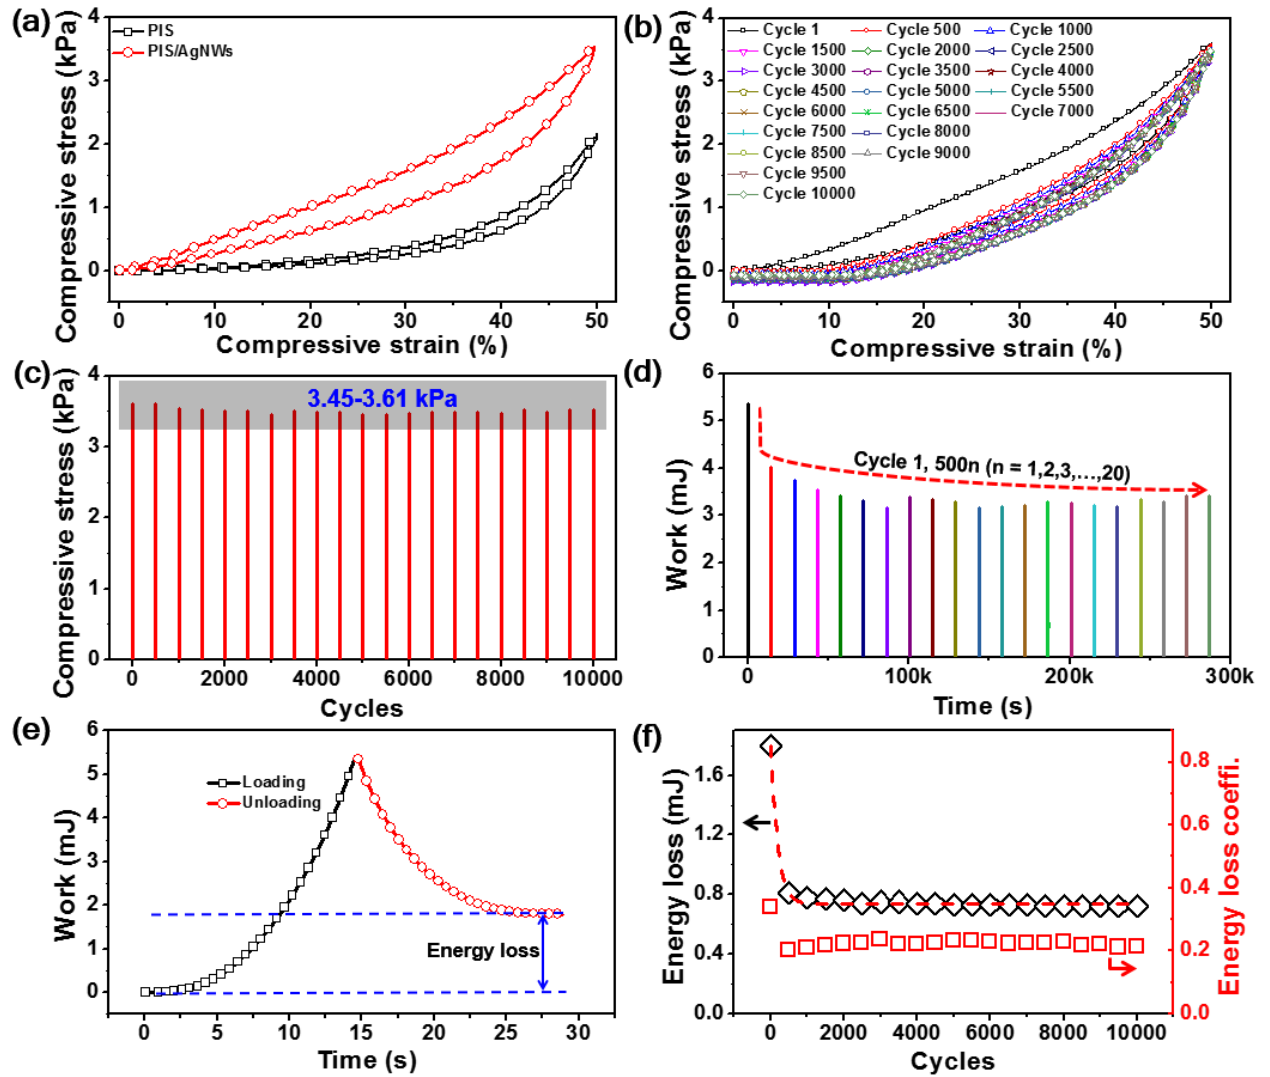 (a)
Compressive stress (kPa)
4
3
2
1
0
PIS
PIS/AgNWs
0 10 20 30 40 50
Compressive strain (%)
(b)
Compressive stress (kPa)
4
3
2
1
0
Cycle 1 Cycle 500 Cycle 1000
Cycle 1500 Cycle 2000 Cycle 2500
Cycle 3000 Cycle 3500 Cycle 4000
Cycle 4500 Cycle 5000 Cycle 5500
Cycle 6000 Cycle 6500 Cycle 7000
Cycle 7500 Cycle 8000
Cycle 8500 Cycle 9000
Cycle 9500
Cycle 10000
0 10 20 30 40 50
Compressive strain (%)
(c)
Compressive stress (kPa)
4
3
2
1
0
3.45-3.61 kPa
0 2000 4000 6000 8000 10000
Cycles
(d)
Work (mJ)
6
5
4
3
2
1
0
Cycle 1, 500n (n = 1,2,3,...,20)
0 100k 200k 300k
Time (s)
(e)
Work (mJ)
6
5
4
3
2
1
0
Loading
Unloading
Energy loss
0 5 10 15 20 25 30
Time (s)
(f)
Energy loss (mJ)
1.6
1.2
0.8
0.4
0.0
0.8
0.6
0.4
0.2
0.0
Energy loss coeffi.
0 2000 4000 6000 8000 10000
Cycles